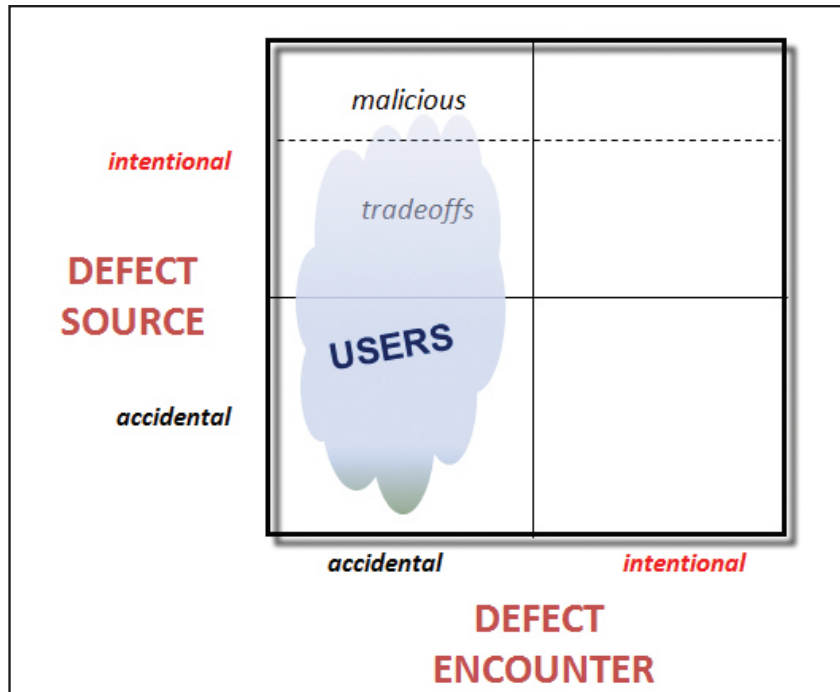 malicious
intentional
tradeoffs
DEFECT
SOURCE
USERS
accidental
accidental
intentional
DEFECT
ENCOUNTER